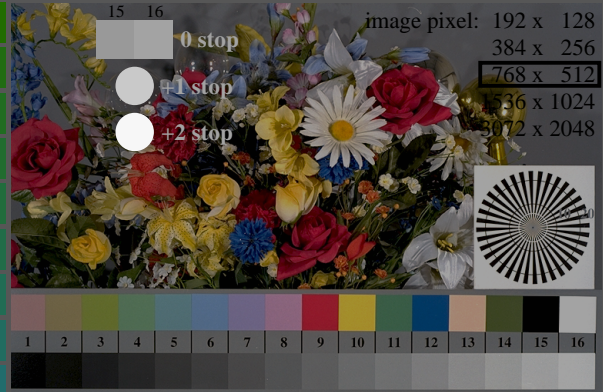 15 16
0 stop
+1 stop
+2 stop
image pixel: 192 x 128
384 x 256
768 x 512
1536 x 1024
3072 x 2048
1 2 3 4 5 6 7 8 9 10 11 12 13 14 15 16